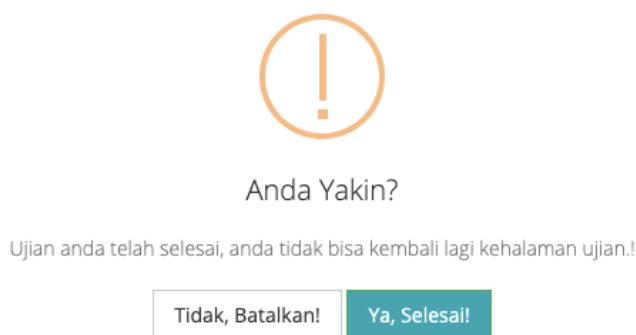 Anda Yakin?
Ujian anda telah selesai, anda tidak bisa kembali lagi kehalaman ujian.!
Tidak, Batalkan!
Ya, Selesai!